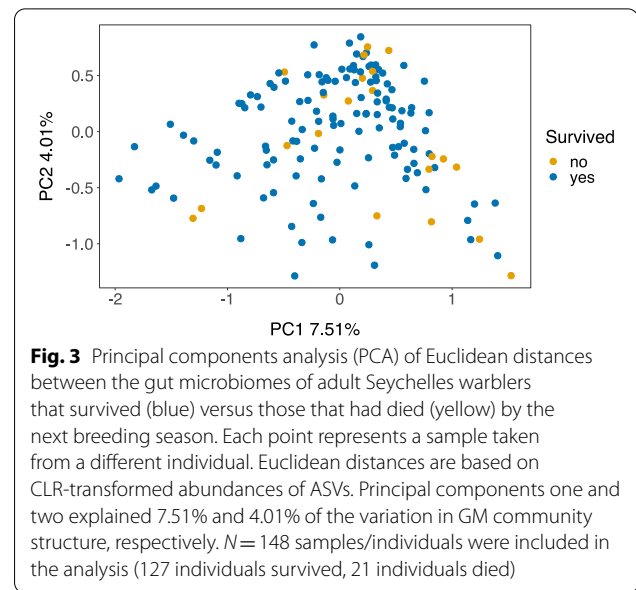 0.5
0.0
-0.5
-1.0
PC2 4.01%
-2
-1
0
1
PC1 7.51%
Survived
no
yes
Fig. 3 Principal components analysis (PCA) of Euclidean distances
between the gut microbiomes of adult Seychelles warblers
that survived (blue) versus those that had died (yellow) by the
next breeding season. Each point represents a sample taken
from a different individual. Euclidean distances are based on
CLR-transformed abundances of ASVs. Principal components one and
two explained 7.51% and 4.01% of the variation in GM community
structure, respectively. N = 148 samples/individuals were included in
the analysis (127 individuals survived, 21 individuals died)